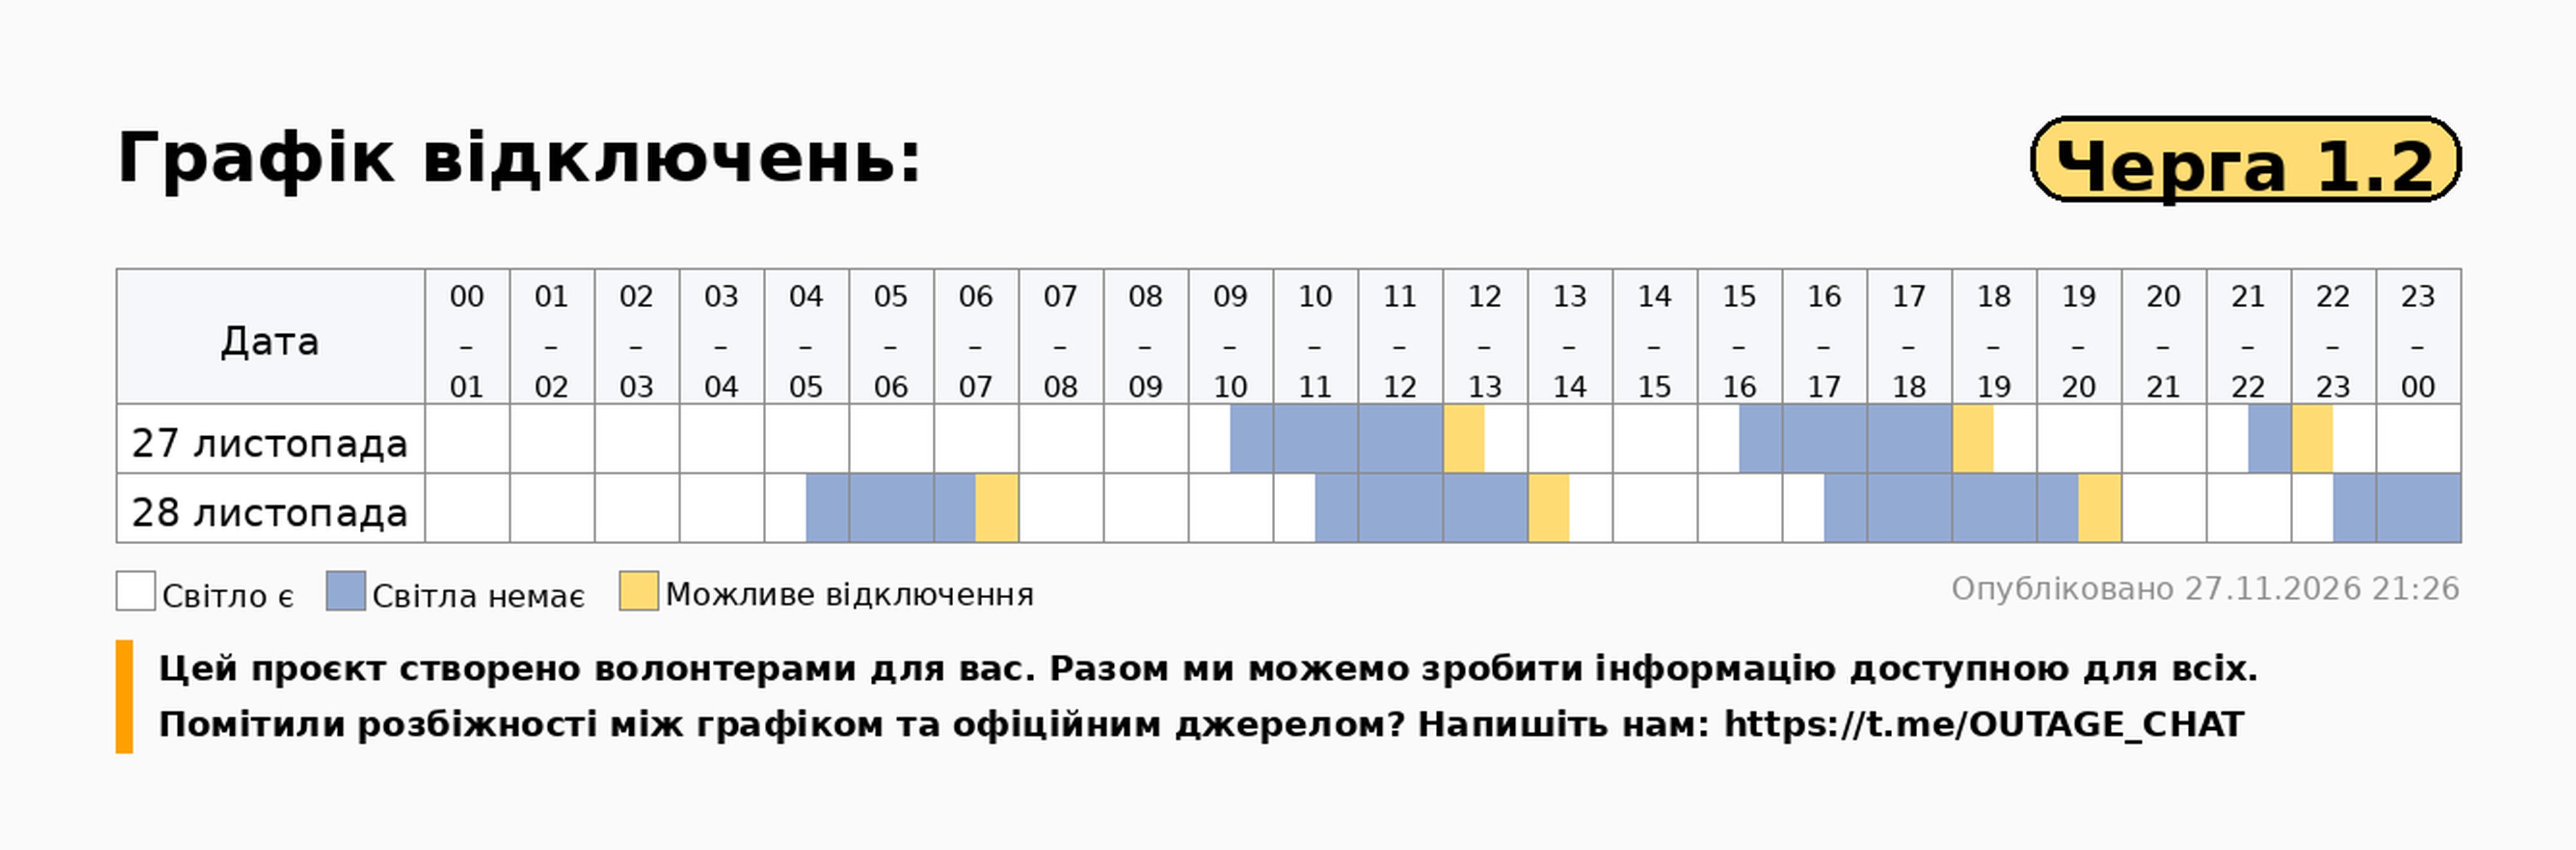 Графік відключень:
Черга 1.2
Дата 00 – 01 01 – 02 02 – 03 03 – 04 04 – 05 05 – 06 06 – 07 07 – 08 08 – 09 09 – 10 10 – 11 11 – 12 12 – 13 13 – 14 14 – 15 15 – 16 16 – 17 17 – 18 18 – 19 19 – 20 20 – 21 21 – 22 22 – 23 23 – 00
27 листопада
28 листопада
Світло є Світла немає Можливе відключення
Опубліковано 27.11.2026 21:26
Цей проєкт створено волонтерами для вас. Разом ми можемо зробити інформацію доступною для всіх.
Помітили розбіжності між графіком та офіційним джерелом? Напишіть нам: https://t.me/OUTAGE_CHAT